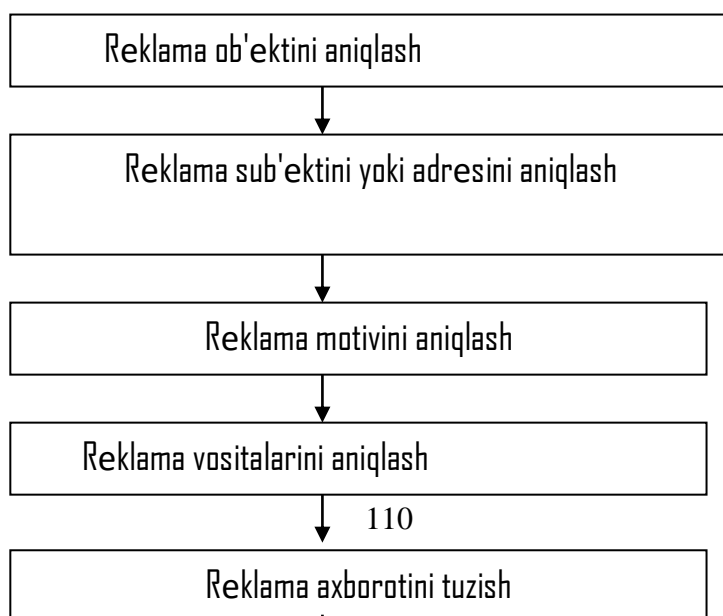 Reklama ob'ektini aniqlash
Reklama sub'ektini yoki adresini aniqlash
Reklama motivini aniqlash
Reklama vositalarini aniqlash
110
Reklama axborotini tuzish